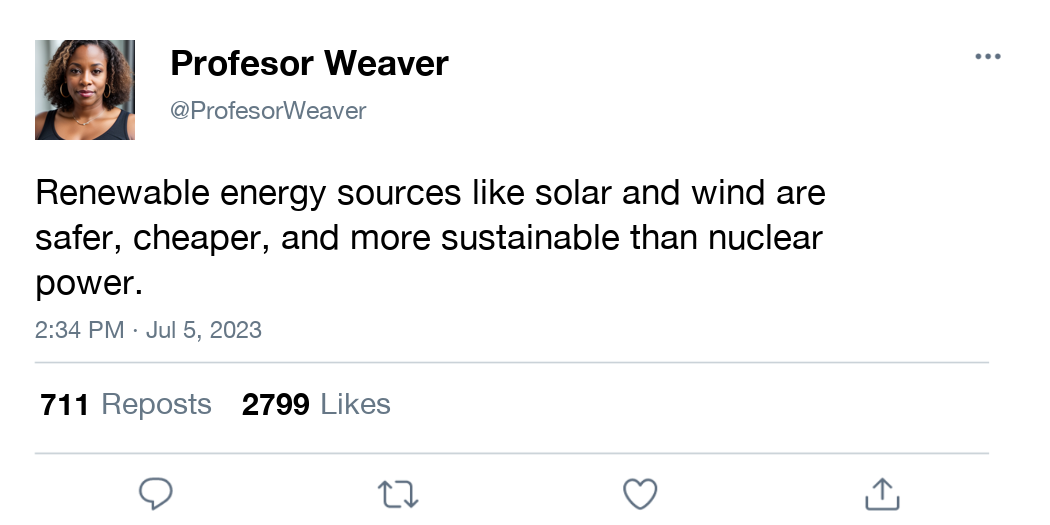 Profesor Weaver
@ProfesorWeaver
Renewable energy sources like solar and wind are
safer, cheaper, and more sustainable than nuclear
power.
2:34 PM · Jul 5, 2023
711 Reposts 2799 Likes